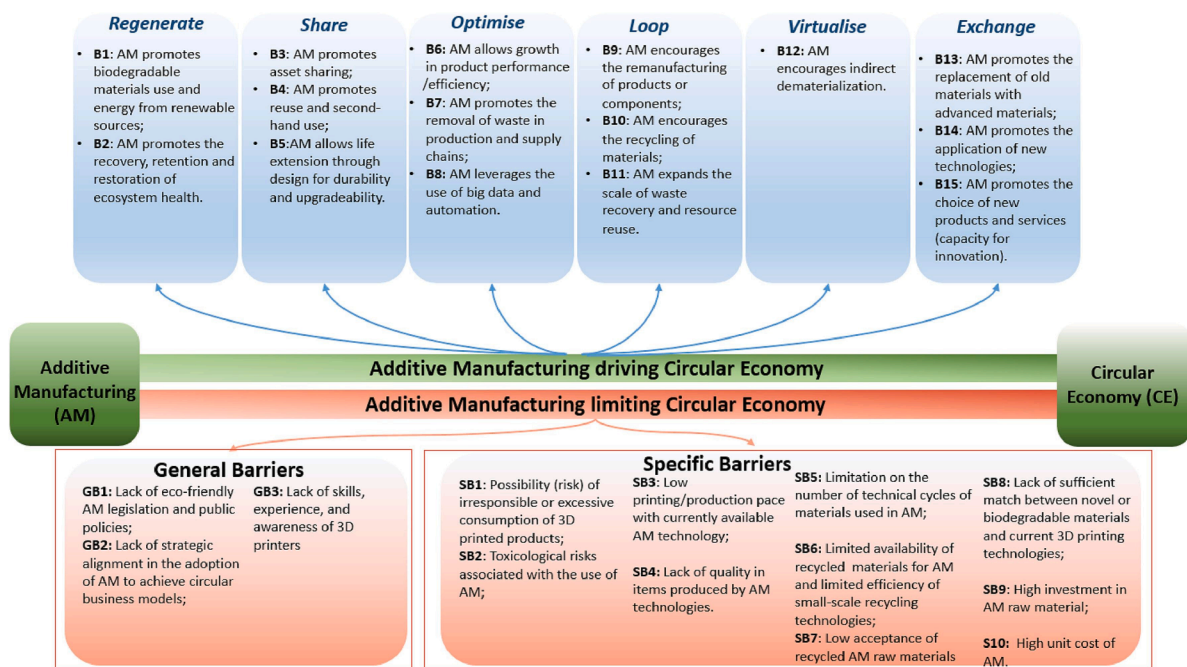 Regenerate
• B1: AM promotes
biodegradable
materials use and
energy from renewable
sources;
• B2: AM promotes the
recovery, retention and
restoration of
ecosystem health.
Share
• B3: AM promotes
asset sharing;
• B4: AM promotes
reuse and second-
hand use;
• B5:AM allows life
extension through
design for durability
and upgradeability.
Optimise
• B6: AM allows growth
in product performance
/efficiency;
• B7: AM promotes the
removal of waste in
production and supply
chains;
• B8: AM leverages the
use of big data and
automation.
Loop
• B9: AM encourages
the remanufacturing
of products or
components;
• B10: AM encourages
the recycling of
materials;
• B11: AM expands the
scale of waste
recovery and resource
reuse.
Virtualise
• B12: AM
encourages indirect
dematerialization.
Exchange
• B13: AM promotes the
replacement of old
materials with
advanced materials;
• B14: AM promotes the
application of new
technologies;
• B15: AM promotes the
choice of new
products and services
(capacity for
innovation).
Additive
Manufacturing
(AM)
Additive Manufacturing driving Circular Economy
Additive Manufacturing limiting Circular Economy
Circular
Economy (CE)
General Barriers
GB1: Lack of eco-friendly
AM legislation and public
policies;
GB2: Lack of strategic
alignment in the adoption
of AM to achieve circular
business models;
GB3: Lack of skills,
experience, and
awareness of 3D
printers
Specific Barriers
SB1: Possibility (risk) of
irresponsible or excessive
consumption of 3D
printed products;
SB2: Toxicological risks
associated with the use of
AM;
SB3: Low
printing/production pace
with currently available
AM technology;
SB4: Lack of quality in
items produced by AM
technologies.
SB5: Limitation on the
number of technical cycles of
materials used in AM;
SB6: Limited availability of
recycled materials for AM
and limited efficiency of
small-scale recycling
technologies;
SB7: Low acceptance of
recycled AM raw materials
SB8: Lack of sufficient
match between novel or
biodegradable materials
and current 3D printing
technologies;
SB9: High investment in
AM raw material;
S10: High unit cost of
AM.